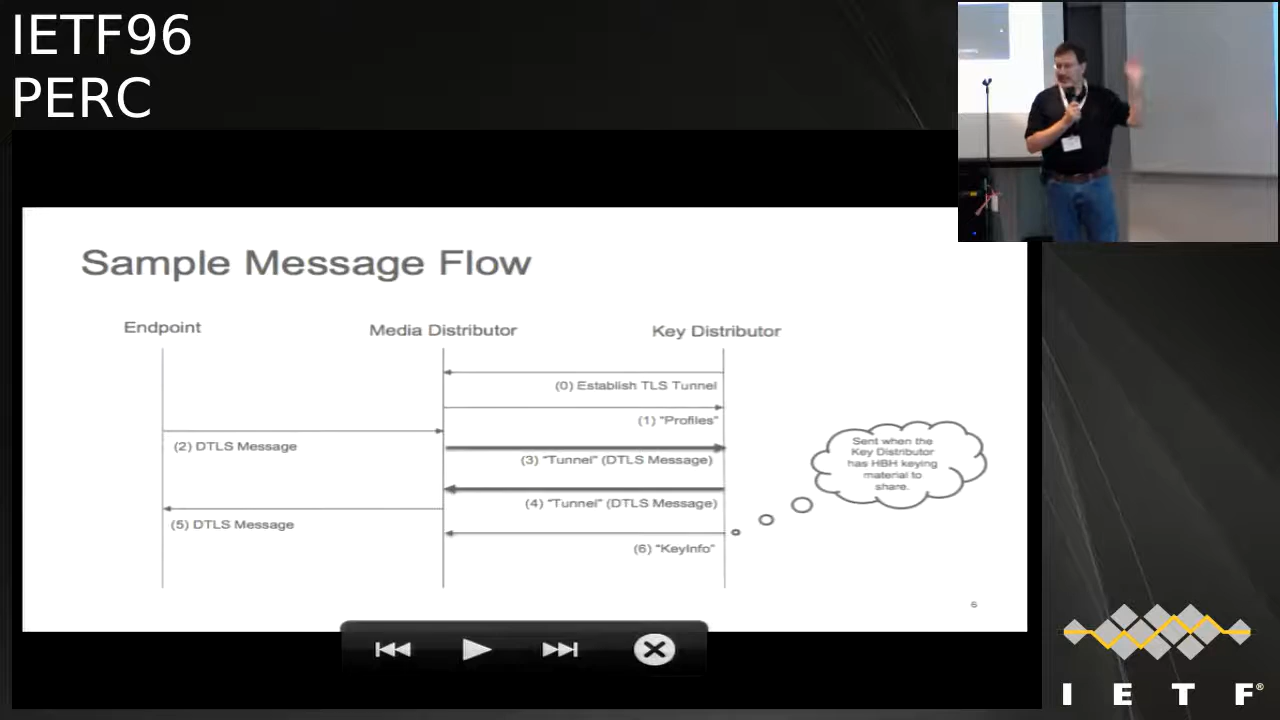 IETF96
PERC
Sample Message Flow
Endpoint
Media Distributor
Key Distributor
(0) Establish TLS Tunnel
(1) "Profiles"
(2) DTLS Message
(3) "Tunnel" (DTLS Message)
Sent when the
Key Distributor
has HBH keying
material to
share.
(4) "Tunnel" (DTLS Message)
(5) DTLS Message
(6) "KeyInfo"
I E T F®